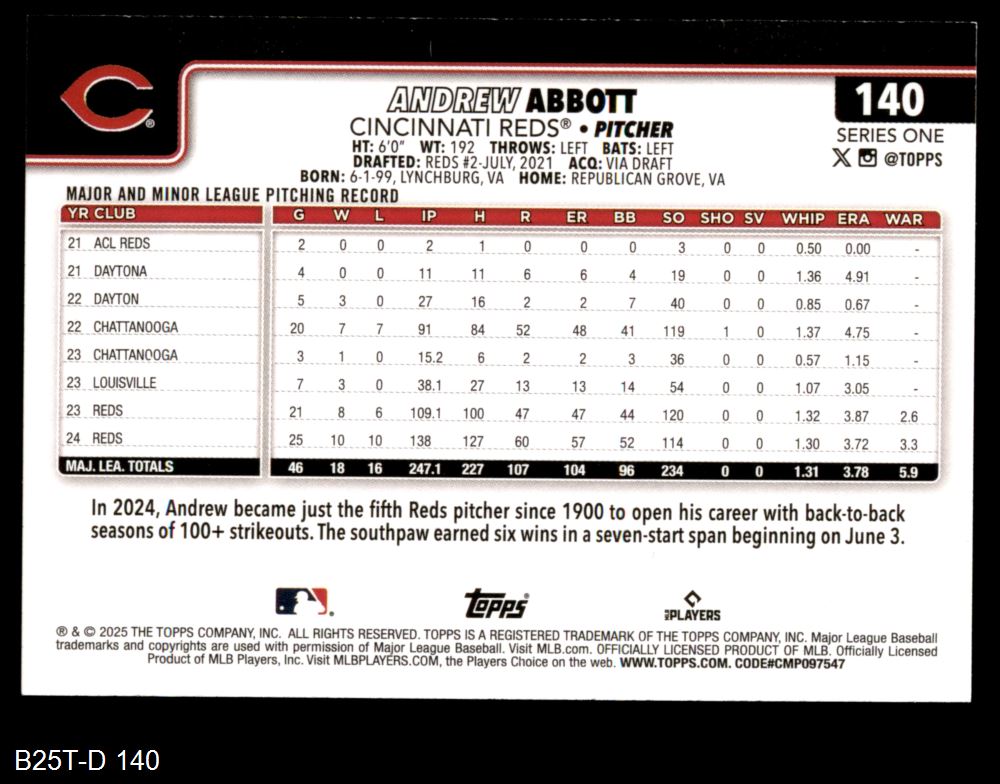 ANDREW ABBOTT
140
CINCINNATI REDS® • PITCHER
SERIES ONE
HT: 6'0" WT: 192 THROWS: LEFT BATS: LEFT
@TOPPS
DRAFTED: REDS #2-JULY, 2021 ACQ: VIA DRAFT
BORN: 6-1-99, LYNCHBURG, VA HOME: REPUBLICAN GROVE, VA
MAJOR AND MINOR LEAGUE PITCHING RECORD
YR CLUB G W L IP H R ER BB SO SHO SV WHIP ERA WAR
21 ACL REDS 2 0 0 2 1 0 0 0 3 0 0 0.50 0.00 -
21 DAYTONA 4 0 0 11 11 6 6 4 19 0 0 1.36 4.91 -
22 DAYTON 5 3 0 27 16 2 2 7 40 0 0 0.85 0.67 -
22 CHATTANOOGA 20 7 7 91 84 52 48 41 119 1 0 1.37 4.75 -
23 CHATTANOOGA 3 1 0 15.2 6 2 2 3 36 0 0 0.57 1.15 -
23 LOUISVILLE 7 3 0 38.1 27 13 13 14 54 0 0 1.07 3.05 -
23 REDS 21 8 6 109.1 100 47 47 44 120 0 0 1.32 3.87 2.6
24 REDS 25 10 10 138 127 60 57 52 114 0 0 1.30 3.72 3.3
MAJ. LEA. TOTALS 46 18 16 247.1 227 107 104 96 234 0 0 1.31 3.78 5.9
In 2024, Andrew became just the fifth Reds pitcher since 1900 to open his career with back-to-back
seasons of 100+ strikeouts. The southpaw earned six wins in a seven-start span beginning on June 3.
Topps®
MLB PLAYERS
® & © 2025 THE TOPPS COMPANY, INC. ALL RIGHTS RESERVED. TOPPS IS A REGISTERED TRADEMARK OF THE TOPPS COMPANY, INC. Major League Baseball
trademarks and copyrights are used with permission of Major League Baseball. Visit MLB.com. OFFICIALLY LICENSED PRODUCT OF MLB. Officially Licensed
Product of MLB Players, Inc. Visit MLBPLAYERS.COM, the Players Choice on the web. WWW.TOPPS.COM. CODE#CMP097547
B25T-D 140